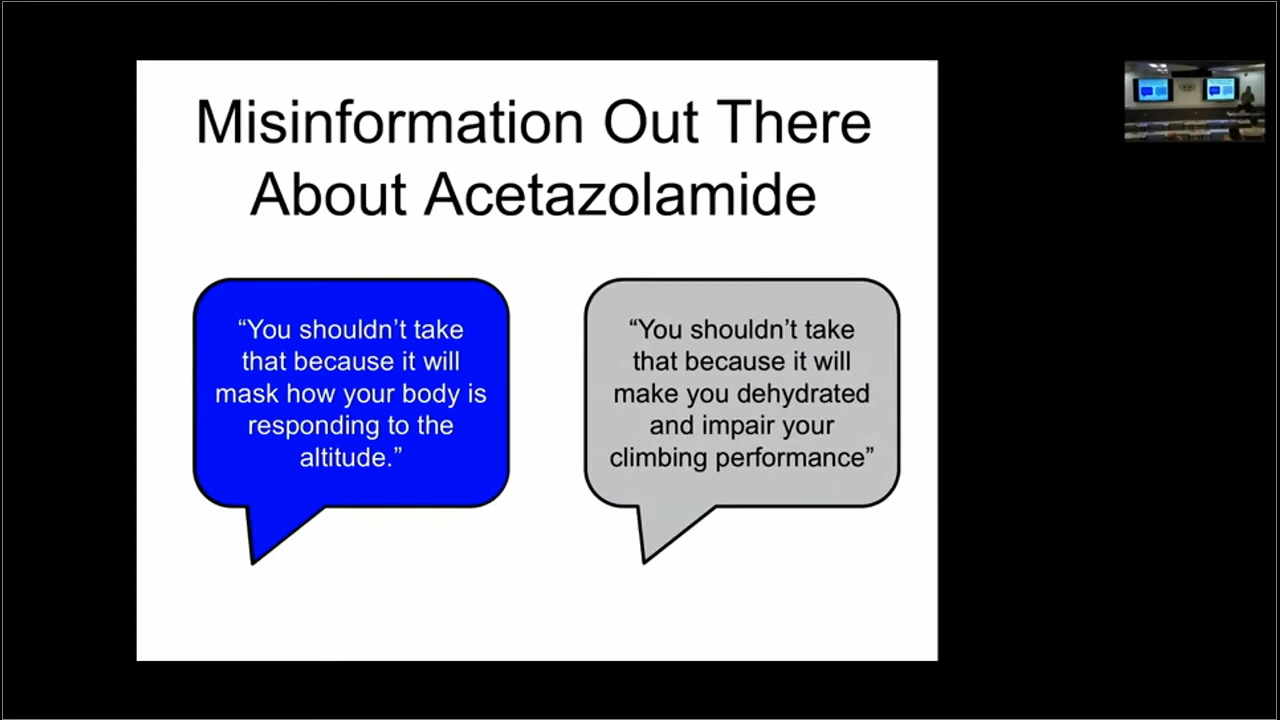 Misinformation Out There
About Acetazolamide
“You shouldn’t take
that because it will
mask how your body is
responding to the
altitude.”
“You shouldn’t take
that because it will
make you dehydrated
and impair your
climbing performance”